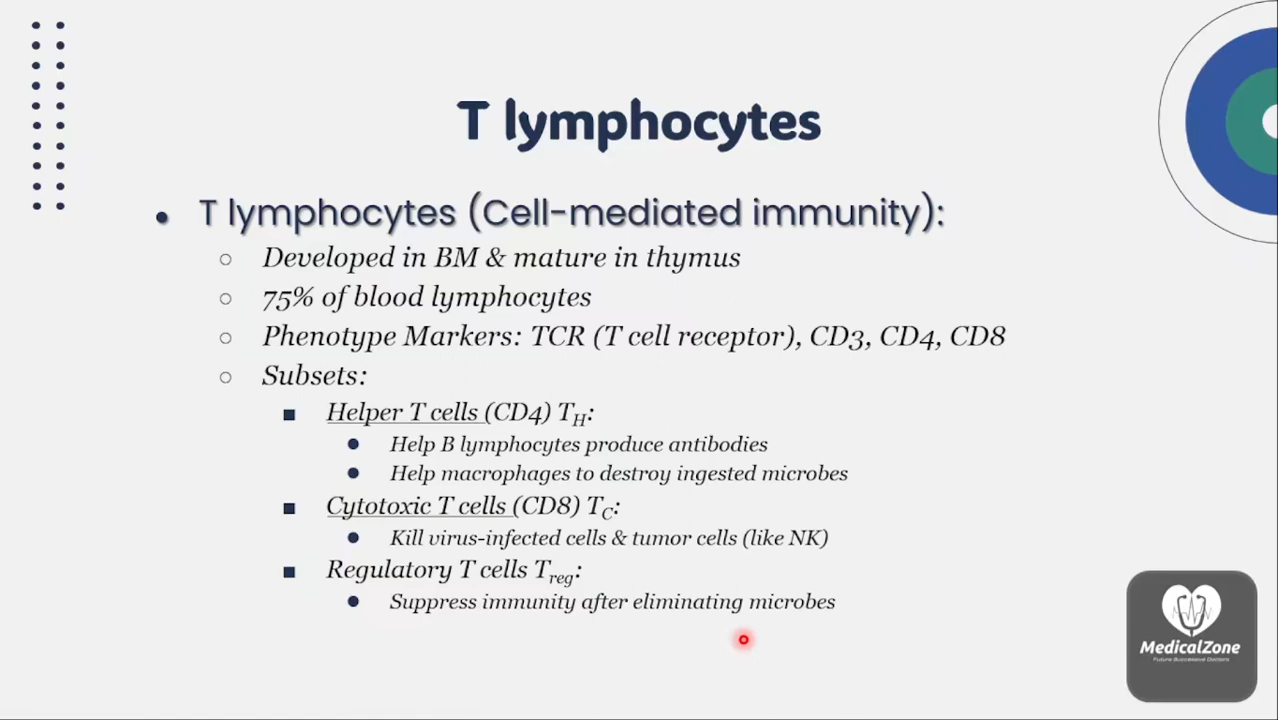 T lymphocytes
• T lymphocytes (Cell-mediated immunity):
○ Developed in BM & mature in thymus
○ 75% of blood lymphocytes
○ Phenotype Markers: TCR (T cell receptor), CD3, CD4, CD8
○ Subsets:
■ Helper T cells (CD4) TH:
● Help B lymphocytes produce antibodies
● Help macrophages to destroy ingested microbes
■ Cytotoxic T cells (CD8) TC:
● Kill virus-infected cells & tumor cells (like NK)
■ Regulatory T cells Treg:
● Suppress immunity after eliminating microbes
MedicalZone
Future Successful Doctors